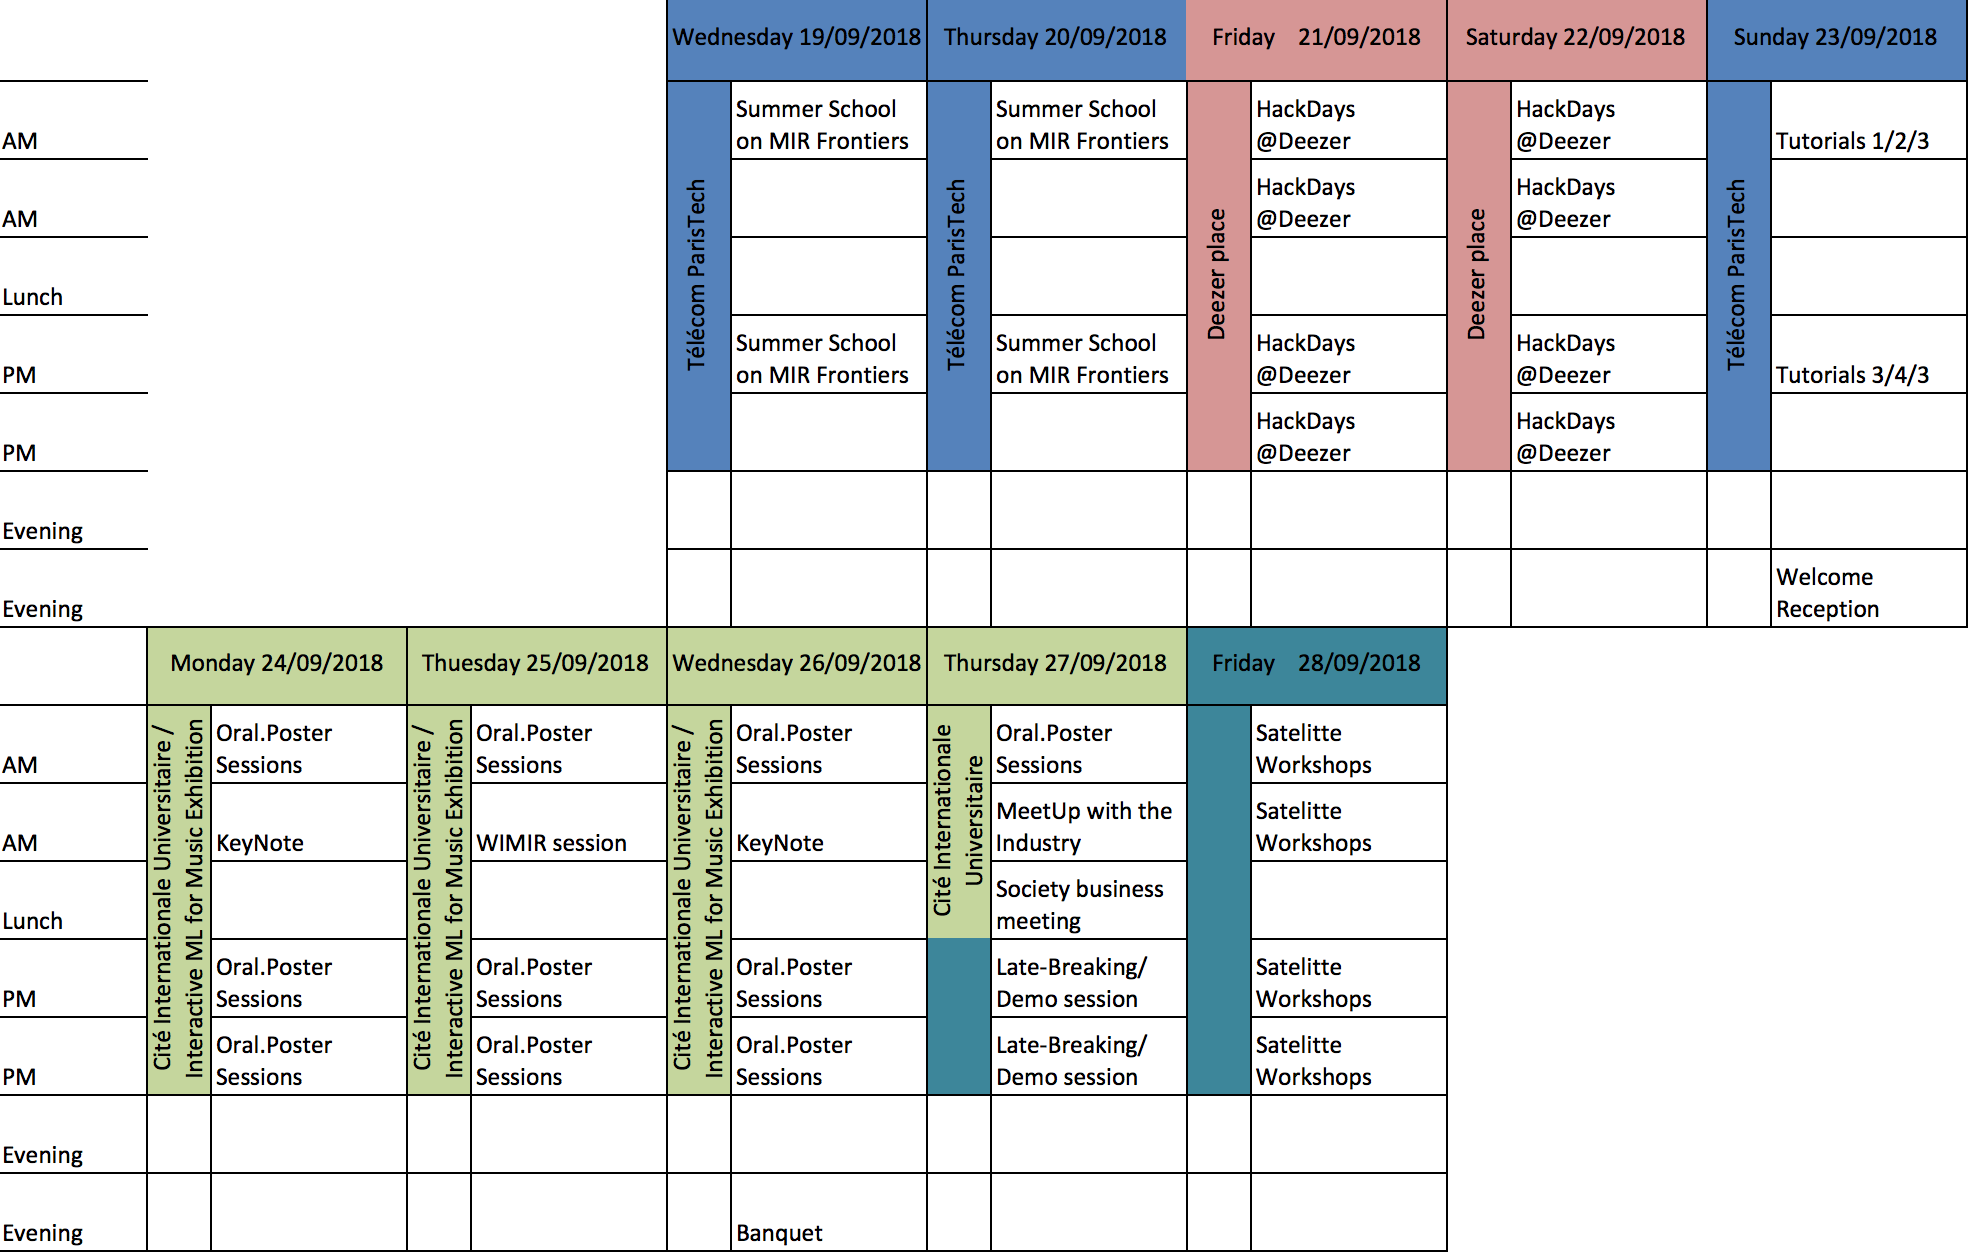 Wednesday 19/09/2018 Thursday 20/09/2018 Friday 21/09/2018 Saturday 22/09/2018 Sunday 23/09/2018
Télécom ParisTech
Télécom ParisTech
Deezer place
Deezer place
Télécom ParisTech
Summer School Summer School HackDays HackDays
AM on MIR Frontiers on MIR Frontiers @Deezer @Deezer Tutorials 1/2/3
HackDays HackDays
AM @Deezer @Deezer
Lunch
Summer School Summer School HackDays HackDays
PM on MIR Frontiers on MIR Frontiers @Deezer @Deezer Tutorials 3/4/3
HackDays HackDays
PM @Deezer @Deezer
Evening
Welcome
Evening Reception
Monday 24/09/2018 Thuesday 25/09/2018 Wednesday 26/09/2018 Thursday 27/09/2018 Friday 28/09/2018
Cité Internationale Universitaire /
Interactive ML for Music Exhibition
Cité Internationale Universitaire /
Interactive ML for Music Exhibition
Cité Internationale Universitaire /
Interactive ML for Music Exhibition
Cité Internationale
Universitaire
Oral.Poster Oral.Poster Oral.Poster Oral.Poster Satelitte
AM Sessions Sessions Sessions Sessions Workshops
MeetUp with the Satelitte
AM KeyNote WIMIR session KeyNote Industry Workshops
Society business
Lunch meeting
Oral.Poster Oral.Poster Oral.Poster Late-Breaking/ Satelitte
PM Sessions Sessions Sessions Demo session Workshops
Oral.Poster Oral.Poster Oral.Poster Late-Breaking/ Satelitte
PM Sessions Sessions Sessions Demo session Workshops
Evening
Evening Banquet